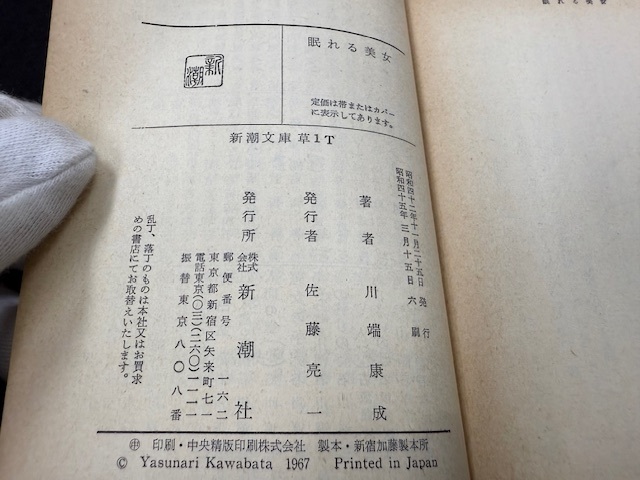 眠れる美女
眠れる美女
新潮
定価は帯またはカバー
に表示してあります。
新潮文庫 草1T
昭和四十二年十一月二十五日 発行
昭和四十五年 三月十五日 六刷
著者 川端康成
発行者 佐藤亮一
発行所 株式会社 新潮社
郵便番号 一六二
東京都新宿区矢来町七一
電話東京(〇三)(二六〇)一一一一
振替東京八〇八番
乱丁、落丁のものは本社又はお買求
めの書店にてお取替えいたします。
㊞ 印刷・中央精版印刷株式会社 製本・新宿加藤製本所
© Yasunari Kawabata 1967 Printed in Japan